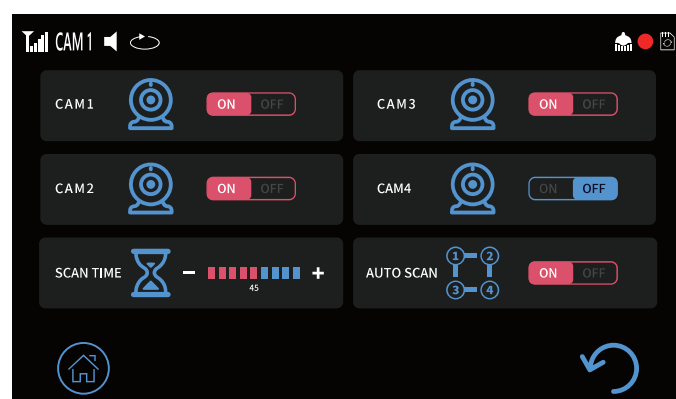 CAM 1
CAM1 ON OFF
CAM3 ON OFF
CAM2 ON OFF
CAM4 ON OFF
SCAN TIME - + 45
AUTO SCAN 1 2 3 4 ON OFF